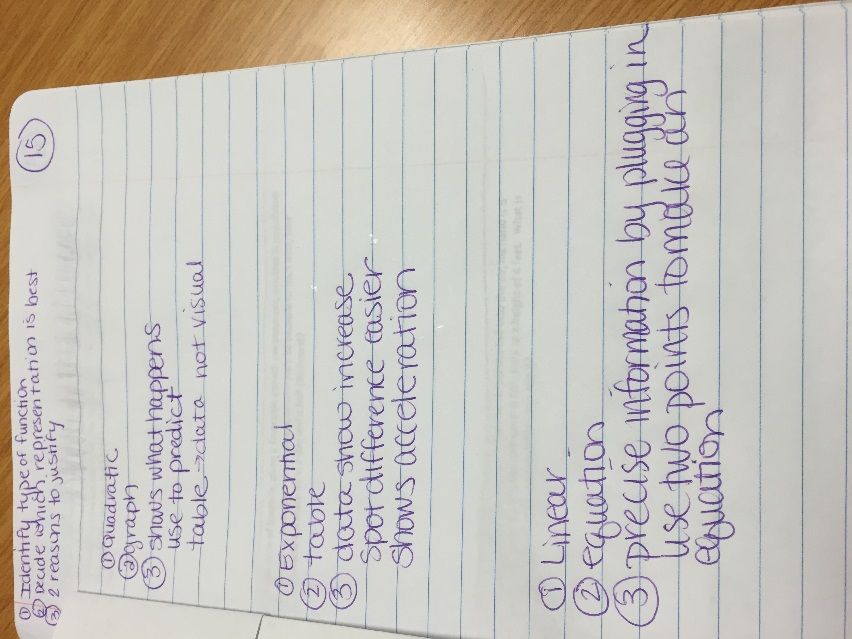 ① Identify type of function
② Decide which representation is best
③ 2 reasons to justify
15
① quadratic
② graph
③ shows what happens
use to predict
table → data not visual
① Exponential
② table
③ data show increase
spot difference easier
shows acceleration
① Linear
② equation
③ precise information by plugging in
use two points to make an
equation